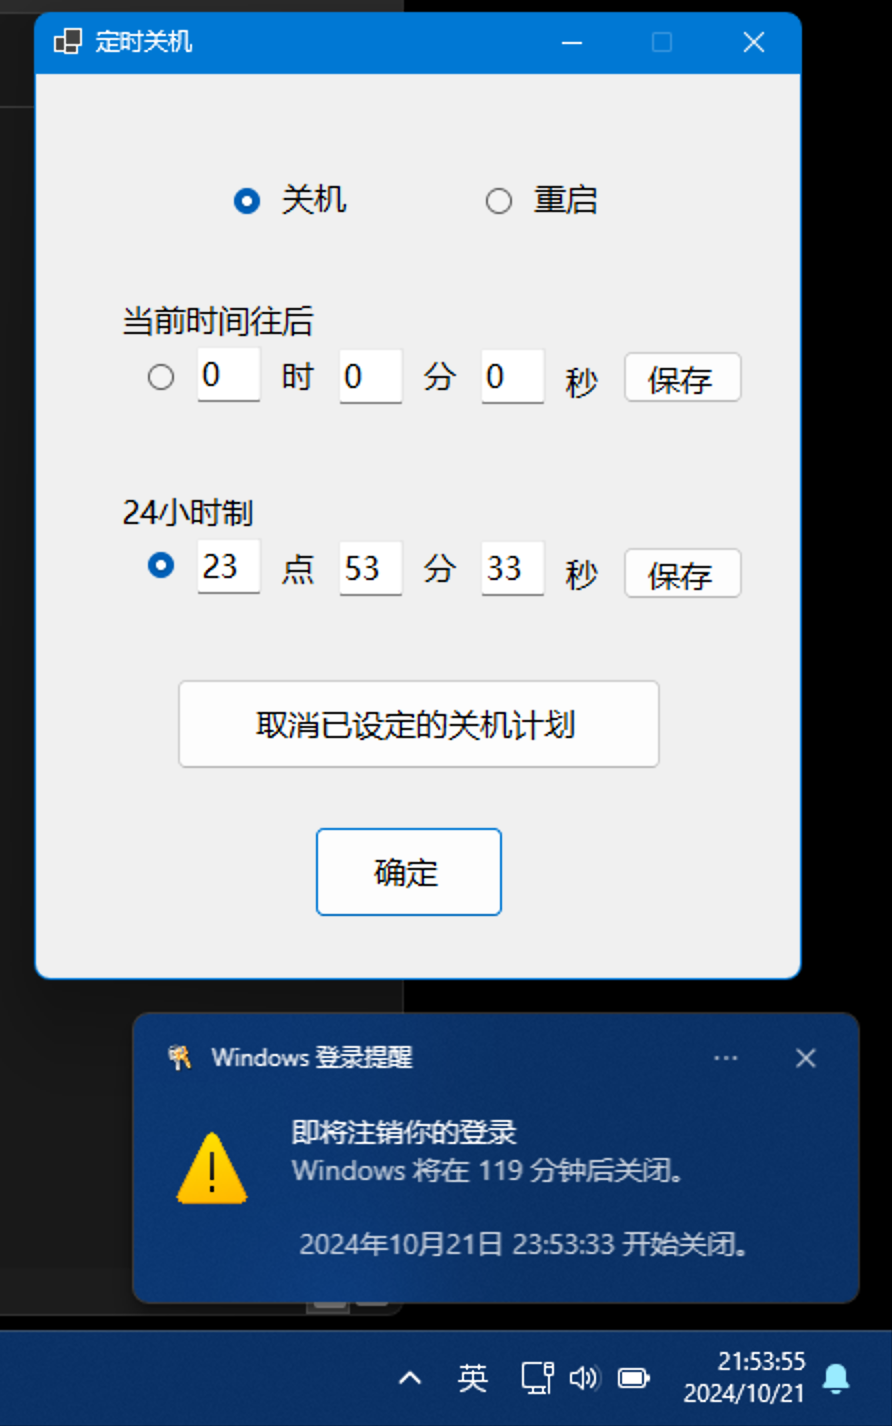 定时关机
关机 重启
当前时间往后
0 时 0 分 0 秒 保存
24小时制
23 点 53 分 33 秒 保存
取消已设定的关机计划
确定
Windows 登录提醒
即将注销你的登录
Windows 将在 119 分钟后关闭。
2024年10月21日 23:53:33 开始关闭。
英
21:53:55
2024/10/21